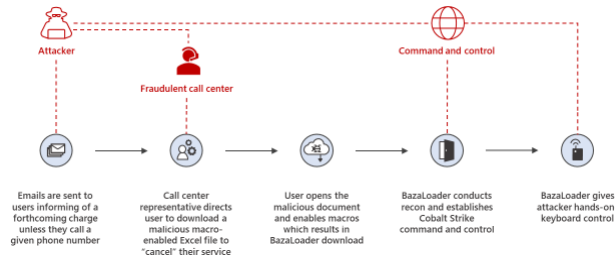 Attacker
Command and control
Fraudulent call center
Emails are sent to
users informing of a
forthcoming charge
unless they call a
given phone number
Call center
representative directs
user to download a
malicious macro-
enabled Excel file to
"cancel" their service
User opens the
malicious document
and enables macros
which results in
BazaLoader download
BazaLoader conducts
recon and establishes
Cobalt Strike
command and control
BazaLoader gives
attacker hands-on-
keyboard control